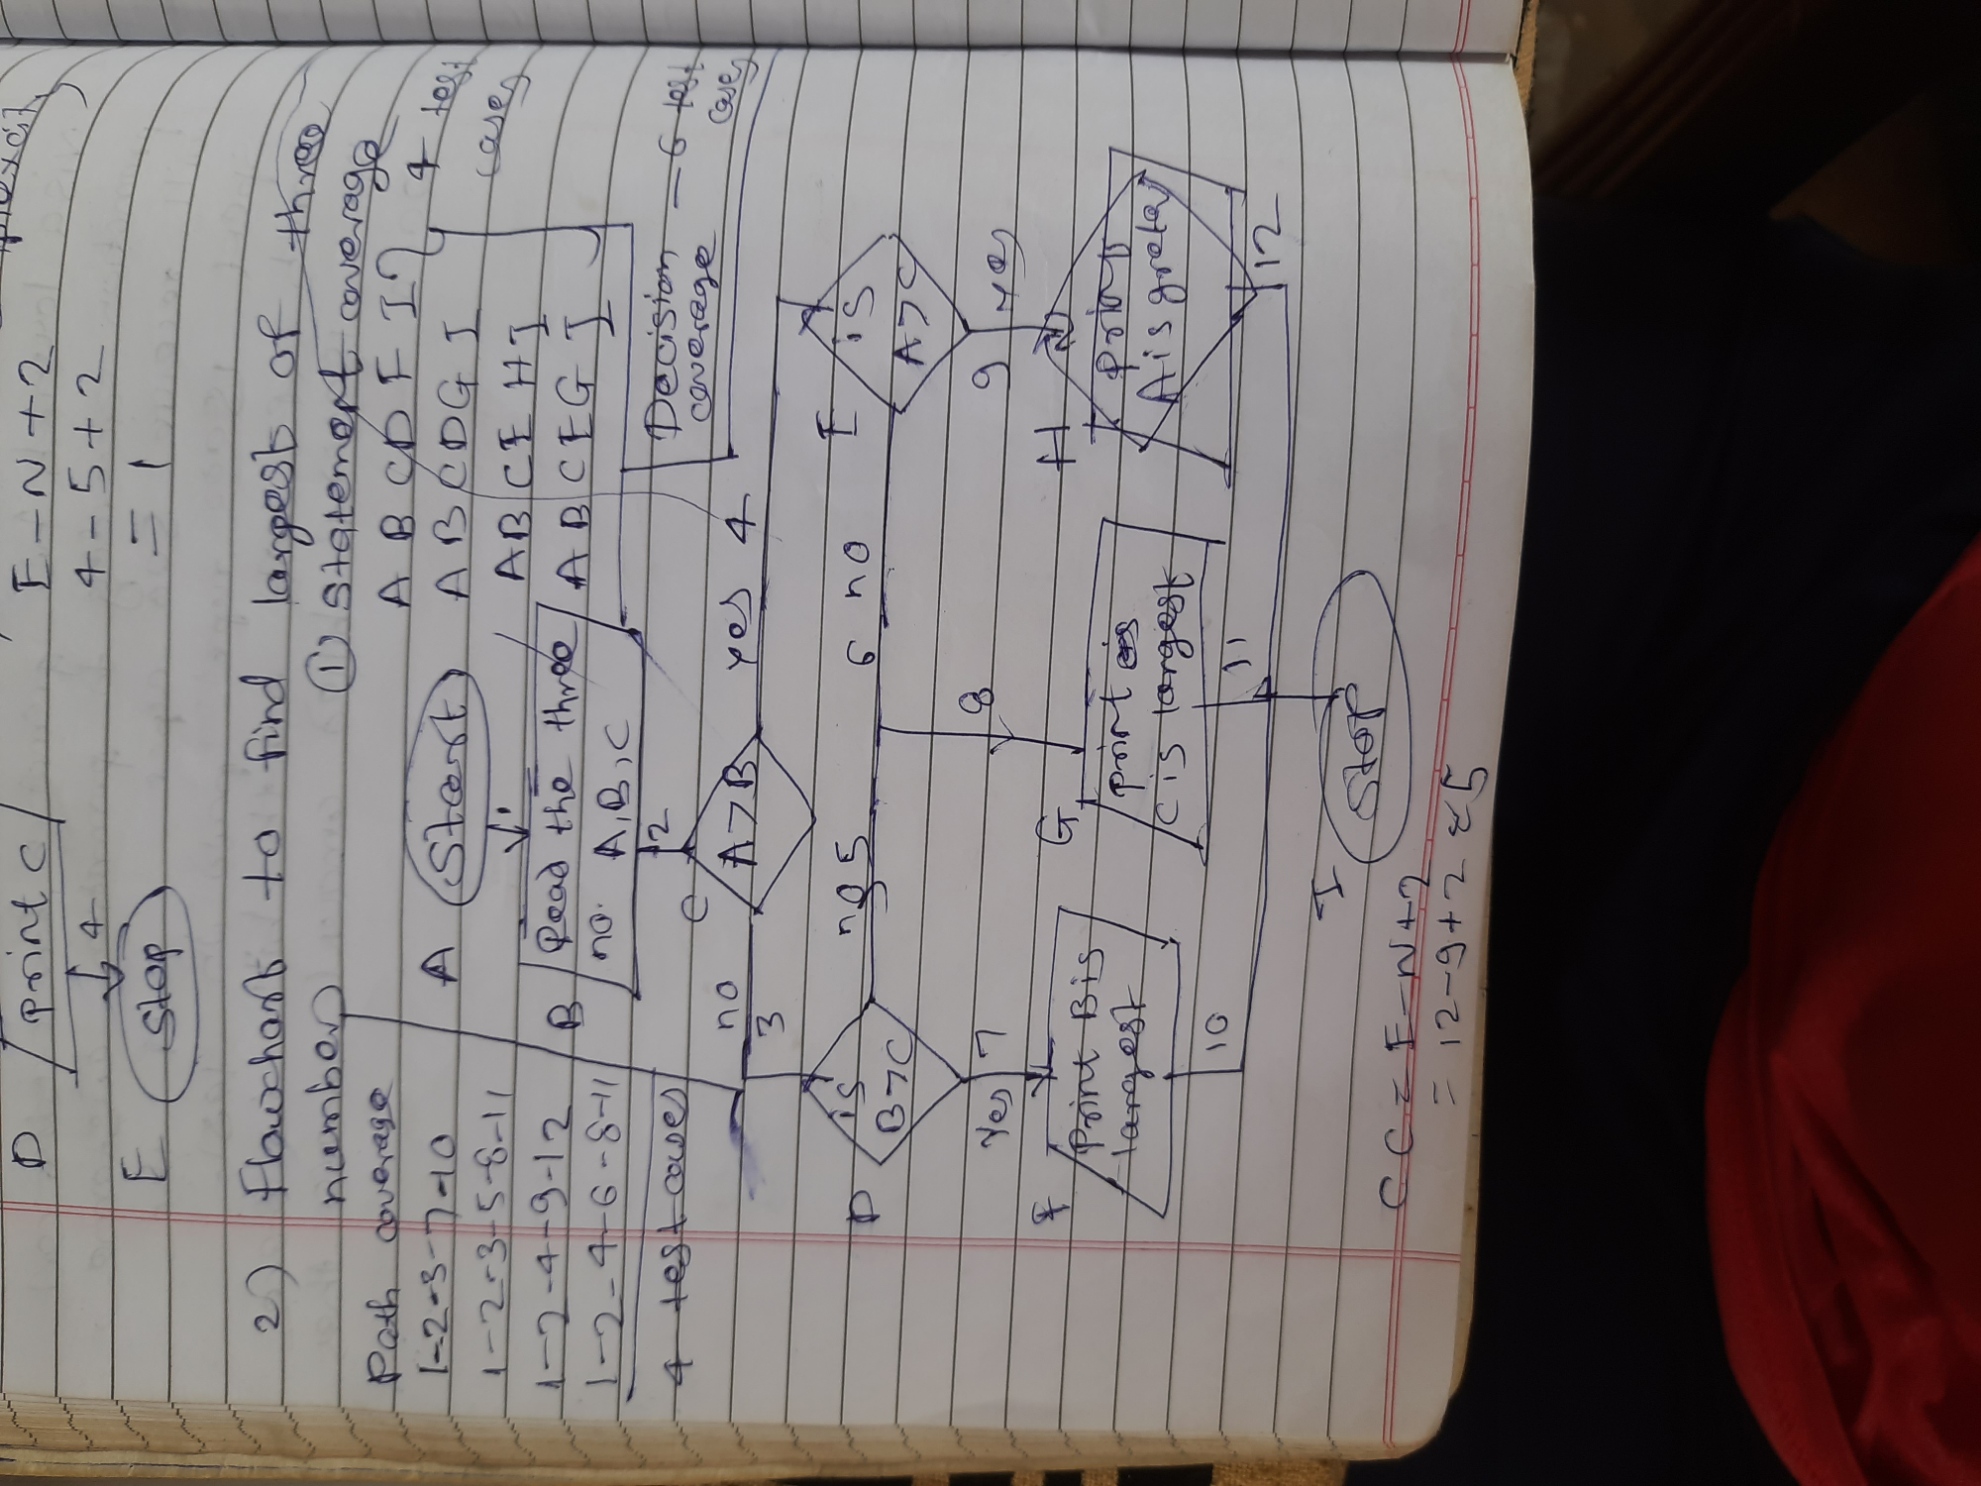 D print C E-N+2
4 4-5+2
E Stop = 1
2) Flowchart to find largest of three
number
① Statement coverage
Path coverage
1-2-3-7-10
1-2-3-5-8-11
1-2-4-9-12
1-2-4-6-8-11
4 test cases
A B C D F I
A B C D G I
A B C E H I
A B C E G I
4 test
cases
Decision
coverage
- 6 test
cases
A Start
1
B Read the three
no. A, B, C
2
C A>B
no 3
yes 4
D is
B>C
no 5
6 no
E is
A>C
Yes 7
8
9 yes
F Print B is
largest
G print
C is largest
H Print
A is grater
10
11
12
I Stop
CC = E-N+2
= 12-9+2 = 5